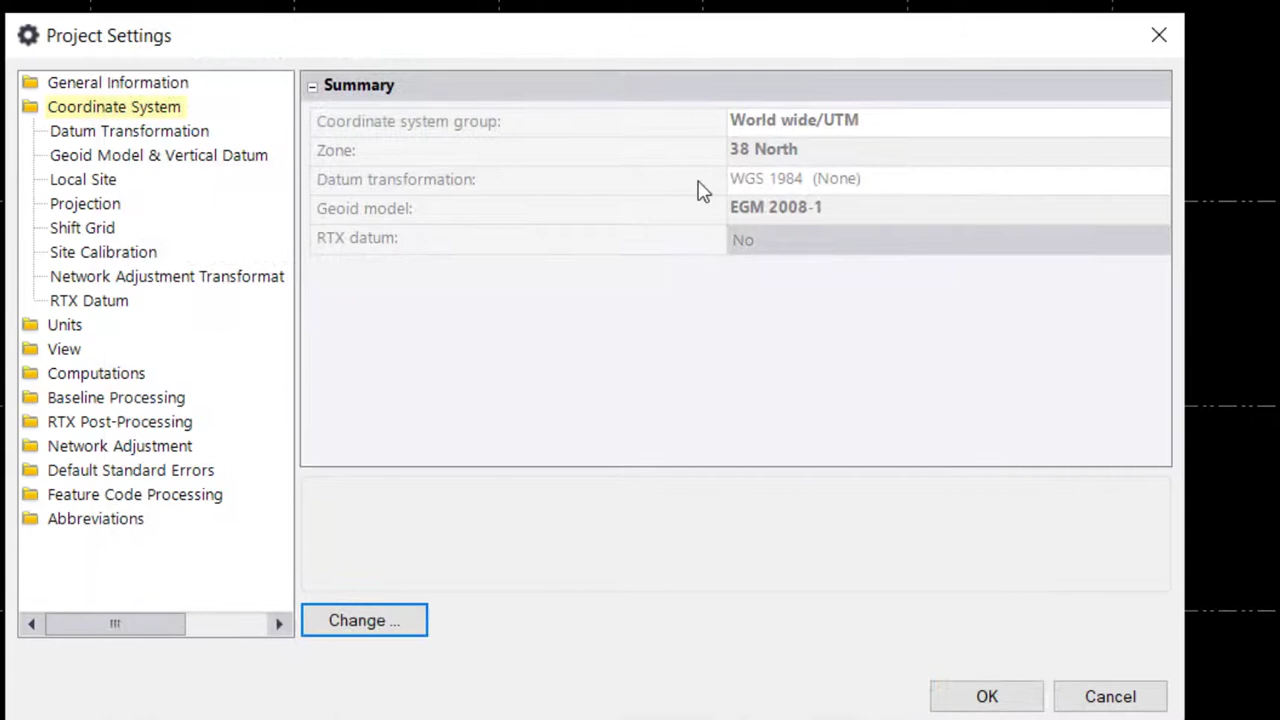 Project Settings
General Information
Coordinate System
Datum Transformation
Geoid Model & Vertical Datum
Local Site
Projection
Shift Grid
Site Calibration
Network Adjustment Transformat
RTX Datum
Units
View
Computations
Baseline Processing
RTX Post-Processing
Network Adjustment
Default Standard Errors
Feature Code Processing
Abbreviations
Summary
Coordinate system group: World wide/UTM
Zone: 38 North
Datum transformation: WGS 1984 (None)
Geoid model: EGM 2008-1
RTX datum: No
Change ...
OK Cancel